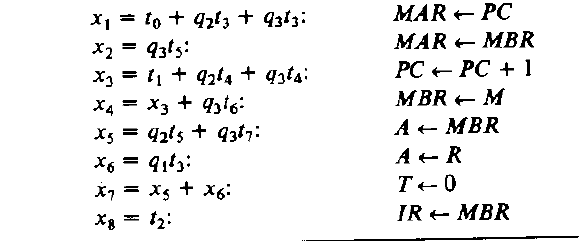 x₁ = t₀ + q₂t₃ + q₃t₃: MAR ← PC
x₂ = q₃t₅: MAR ← MBR
x₃ = t₁ + q₂t₄ + q₃t₄: PC ← PC + 1
x₄ = x₃ + q₃t₆: MBR ← M
x₅ = q₂t₅ + q₃t₇: A ← MBR
x₆ = q₁t₃: A ← R
x₇ = x₅ + x₆: T ← 0
x₈ = t₂: IR ← MBR